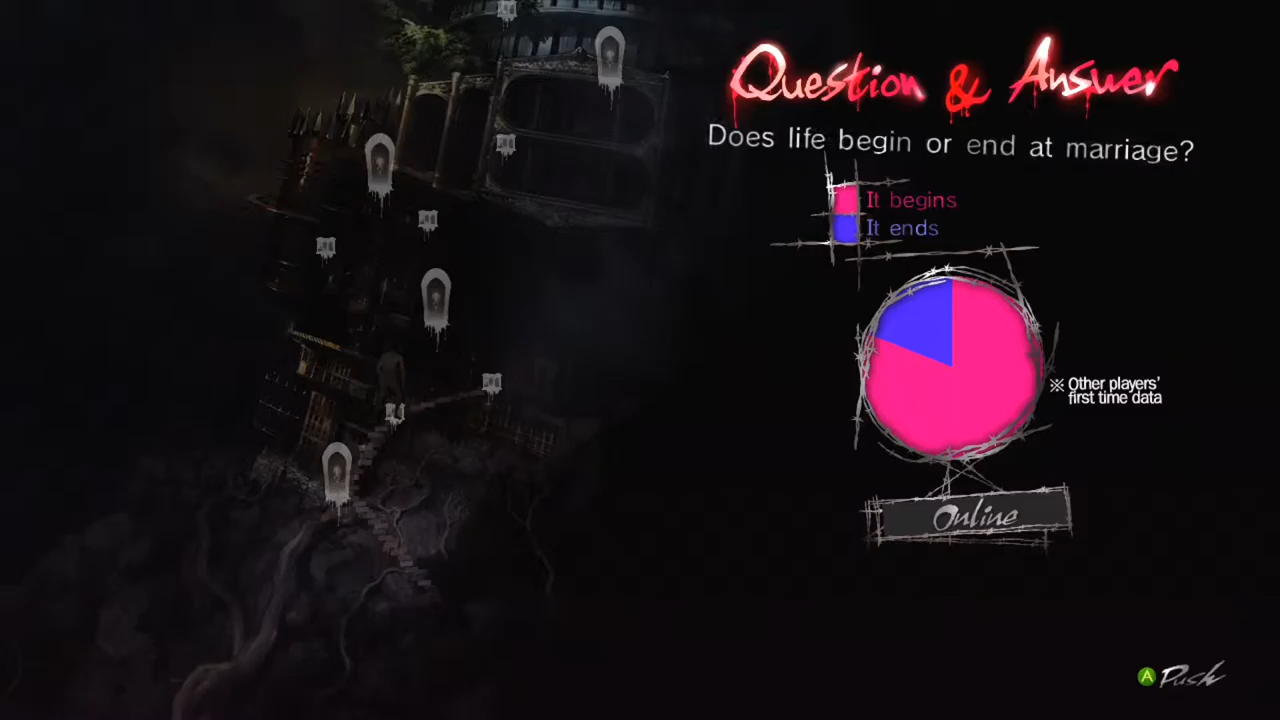 Question & Answer
Does life begin or end at marriage?
It begins
It ends
※ Other players'
first time data
Online
A Push